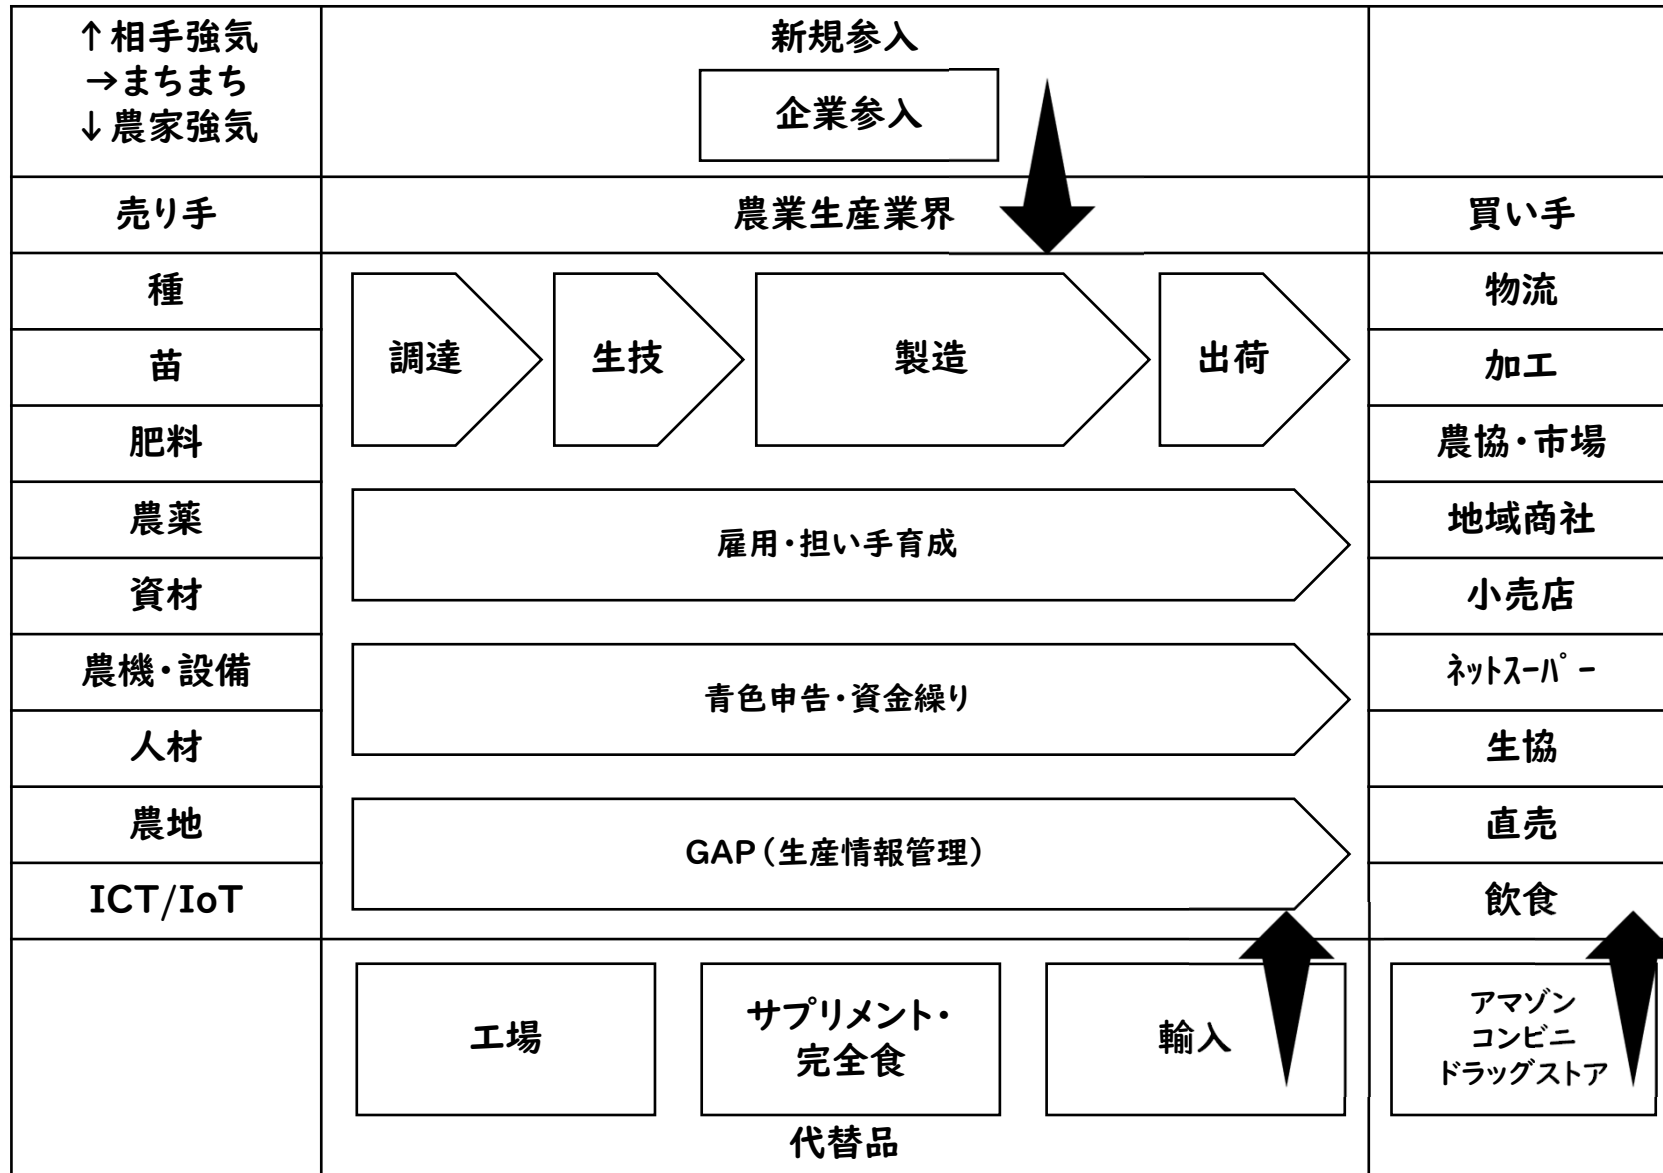 ↑相手強気
→まちまち
↓農家強気
新規参入
企業参入
売り手
農業生産業界
買い手
種
苗
肥料
農薬
資材
農機・設備
人材
農地
ICT/IoT
調達
生技
製造
出荷
雇用・担い手育成
青色申告・資金繰り
GAP(生産情報管理)
物流
加工
農協・市場
地域商社
小売店
ネットスーパー
生協
直売
飲食
工場
サプリメント・
完全食
輸入
アマゾン
コンビニ
ドラッグストア
代替品